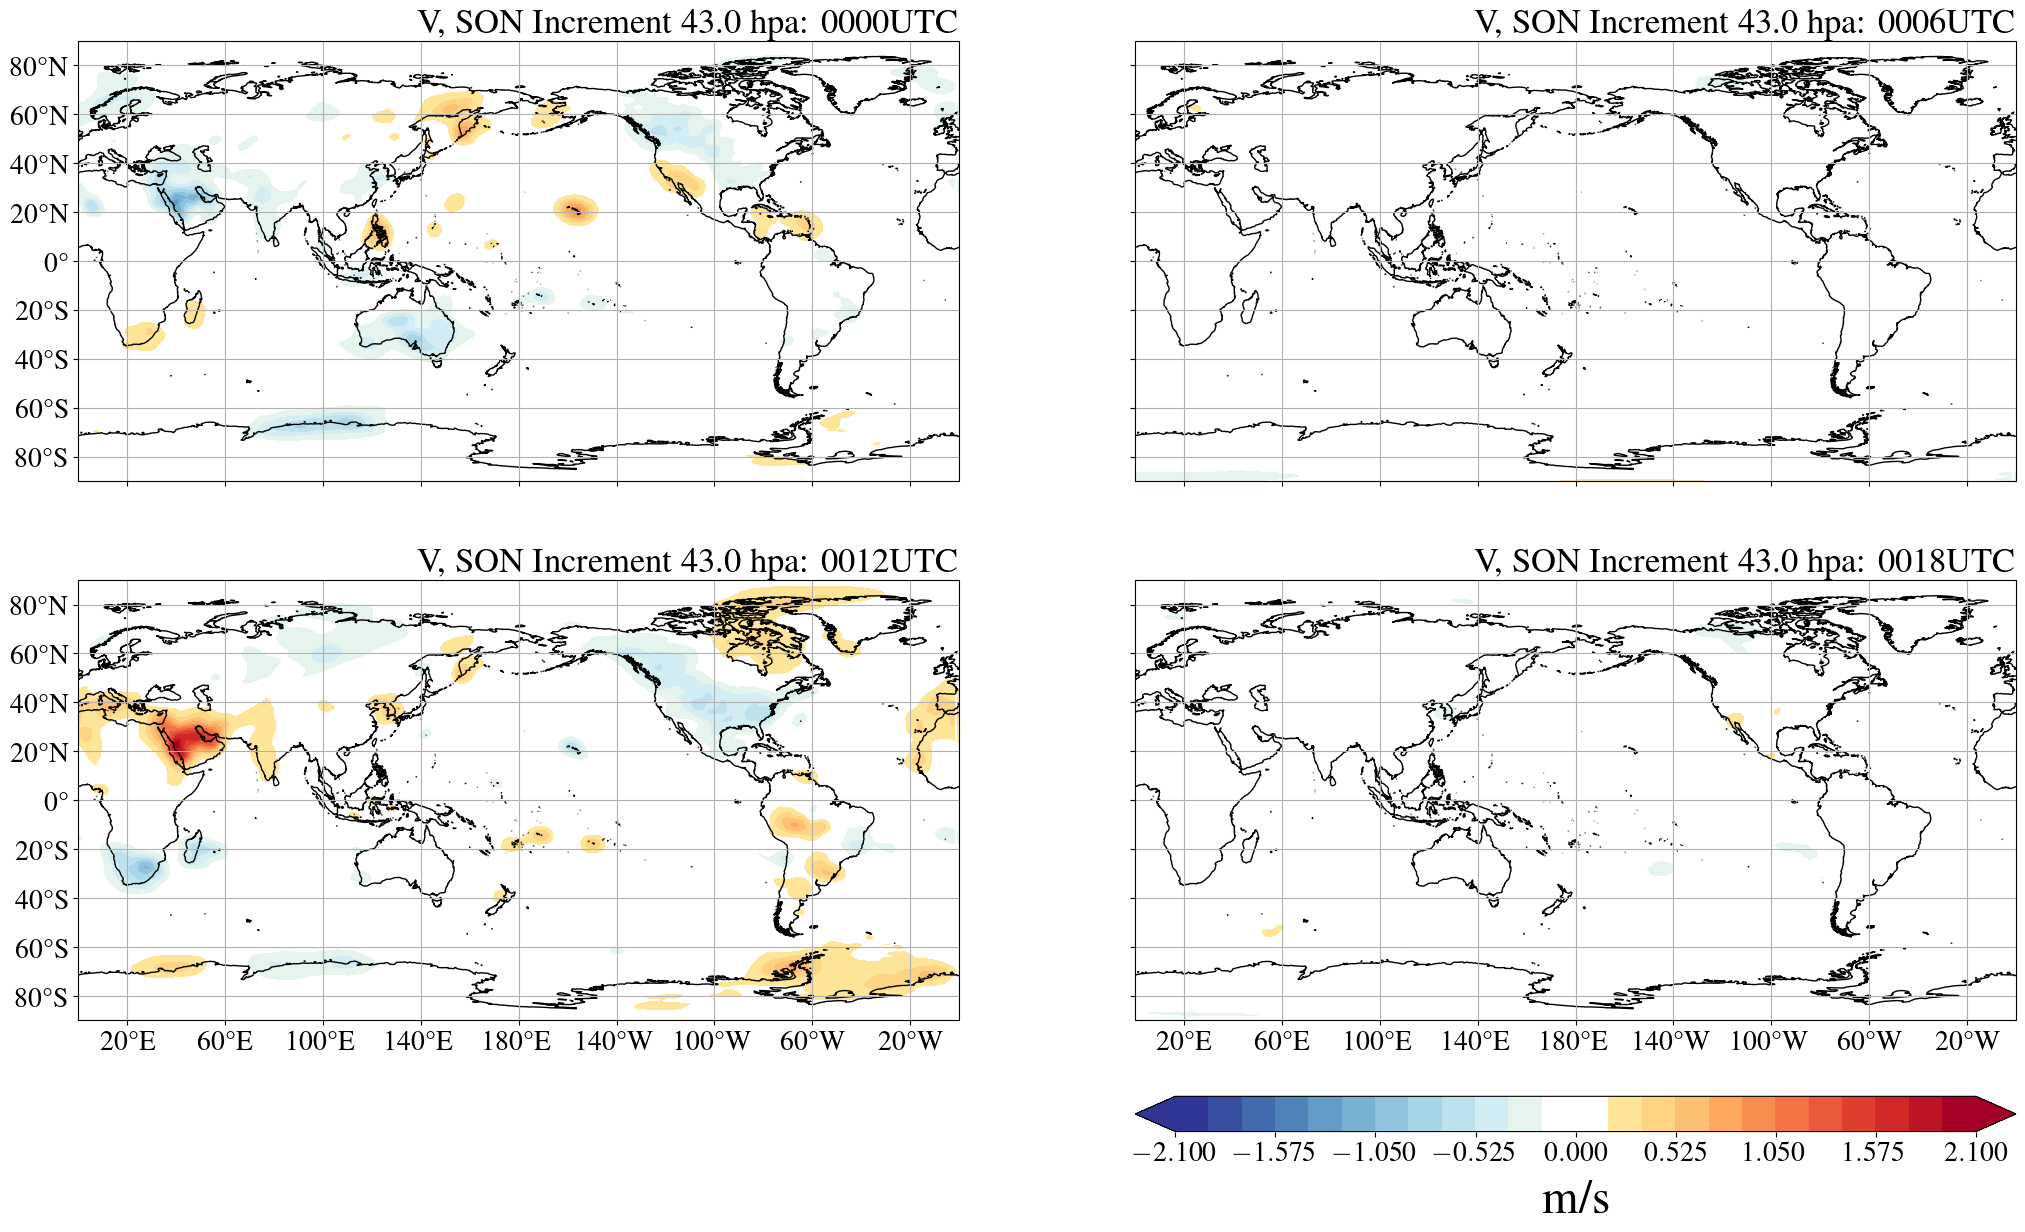 V, SON Increment 43.0 hpa: 0000UTC
80°N
60°N
40°N
20°N
0°
20°S
40°S
60°S
80°S
V, SON Increment 43.0 hpa: 0006UTC
V, SON Increment 43.0 hpa: 0012UTC
80°N
60°N
40°N
20°N
0°
20°S
40°S
60°S
80°S
20°E 60°E 100°E 140°E 180°E 140°W 100°W 60°W 20°W
V, SON Increment 43.0 hpa: 0018UTC
20°E 60°E 100°E 140°E 180°E 140°W 100°W 60°W 20°W
−2.100 −1.575 −1.050 −0.525 0.000 0.525 1.050 1.575 2.100
m/s